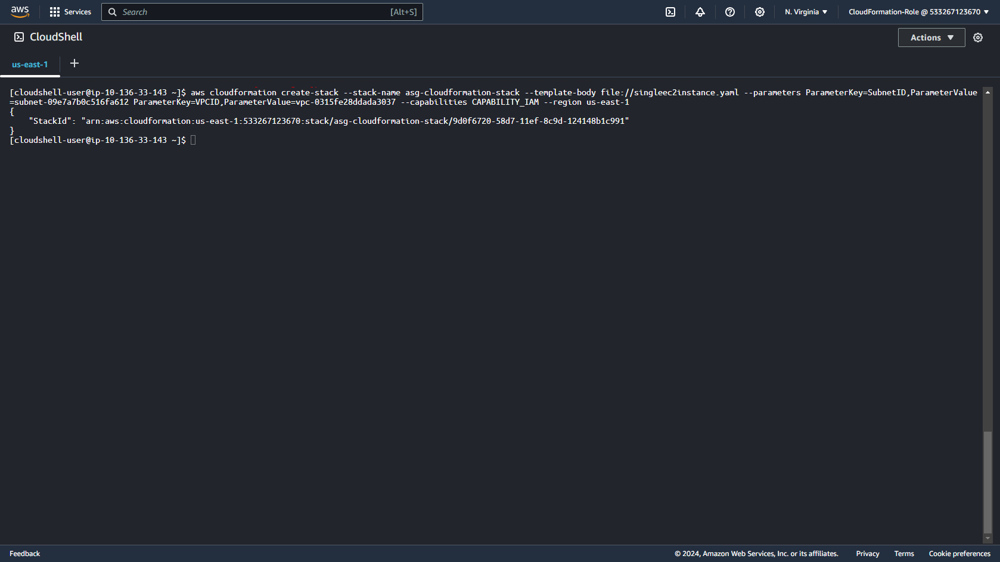 aws
Services
Search
[Alt+S]
N. Virginia
CloudFormation-Role @ 533267123670
CloudShell
Actions
us-east-1
[cloudshell-user@ip-10-136-33-143 ~]$ aws cloudformation create-stack --stack-name asg-cloudformation-stack --template-body file://singleec2instance.yaml --parameters ParameterKey=SubnetID,ParameterValue
=subnet-09e7a7b0c516fa612 ParameterKey=VPCID,ParameterValue=vpc-0315fe28ddada3037 --capabilities CAPABILITY_IAM --region us-east-1
{
    "StackId": "arn:aws:cloudformation:us-east-1:533267123670:stack/asg-cloudformation-stack/9d0f6720-58d7-11ef-8c9d-124148b1c991"
}
[cloudshell-user@ip-10-136-33-143 ~]$
Feedback
© 2024, Amazon Web Services, Inc. or its affiliates.
Privacy
Terms
Cookie preferences